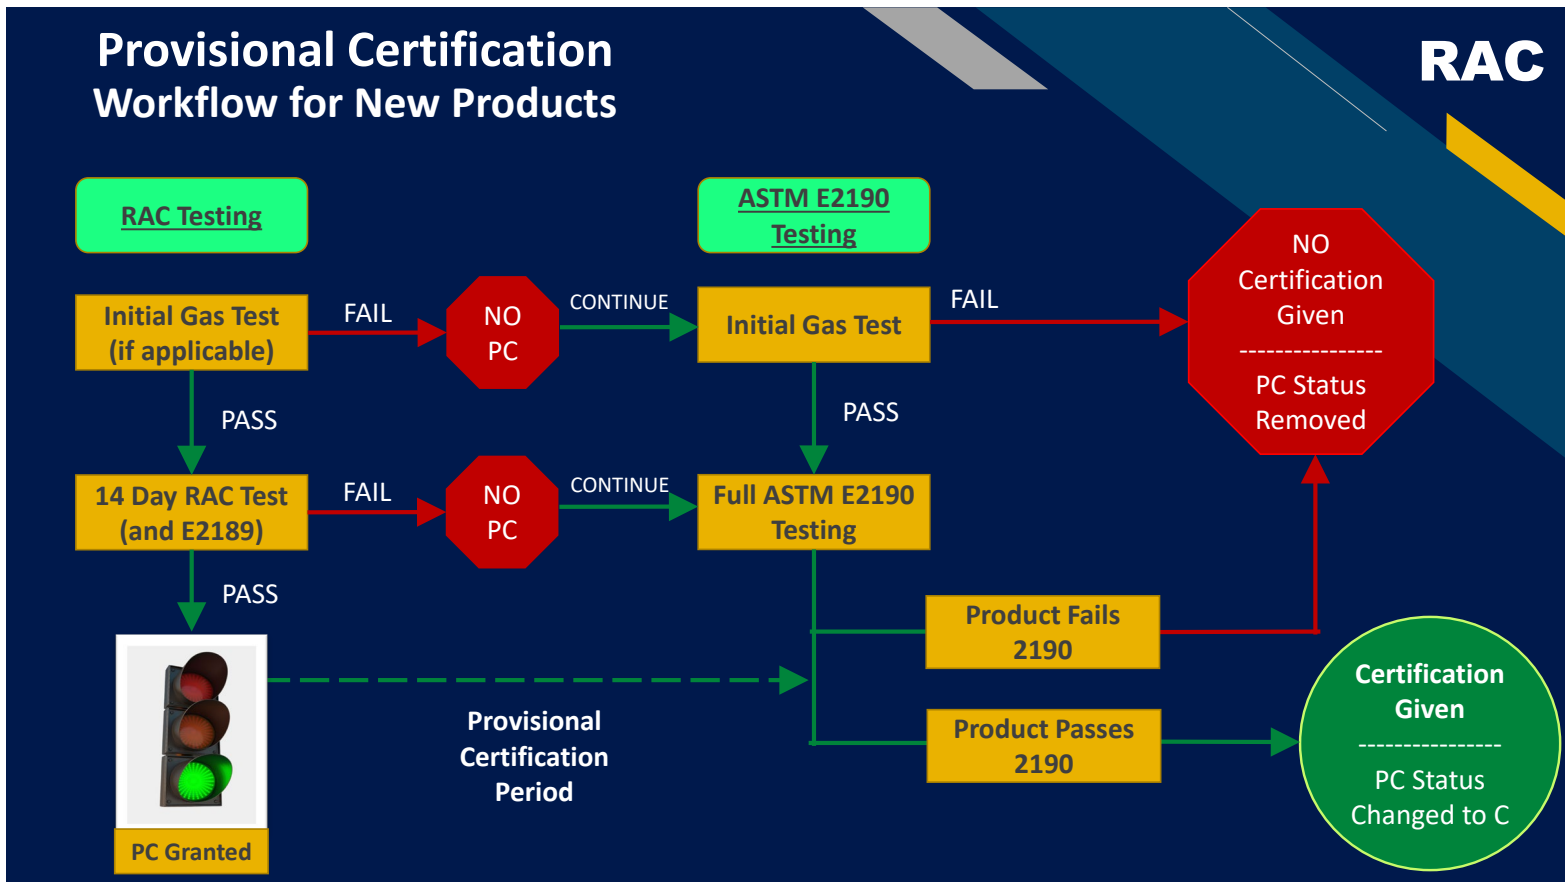 Provisional Certification
Workflow for New Products
RAC
RAC Testing
ASTM E2190
Testing
Initial Gas Test
(if applicable)
FAIL
NO
PC
CONTINUE
Initial Gas Test
FAIL
NO
Certification
Given
----------------
PC Status
Removed
PASS
PASS
14 Day RAC Test
(and E2189)
FAIL
NO
PC
CONTINUE
Full ASTM E2190
Testing
PASS
Product Fails
2190
Provisional
Certification
Period
Product Passes
2190
Certification
Given
----------------
PC Status
Changed to C
PC Granted